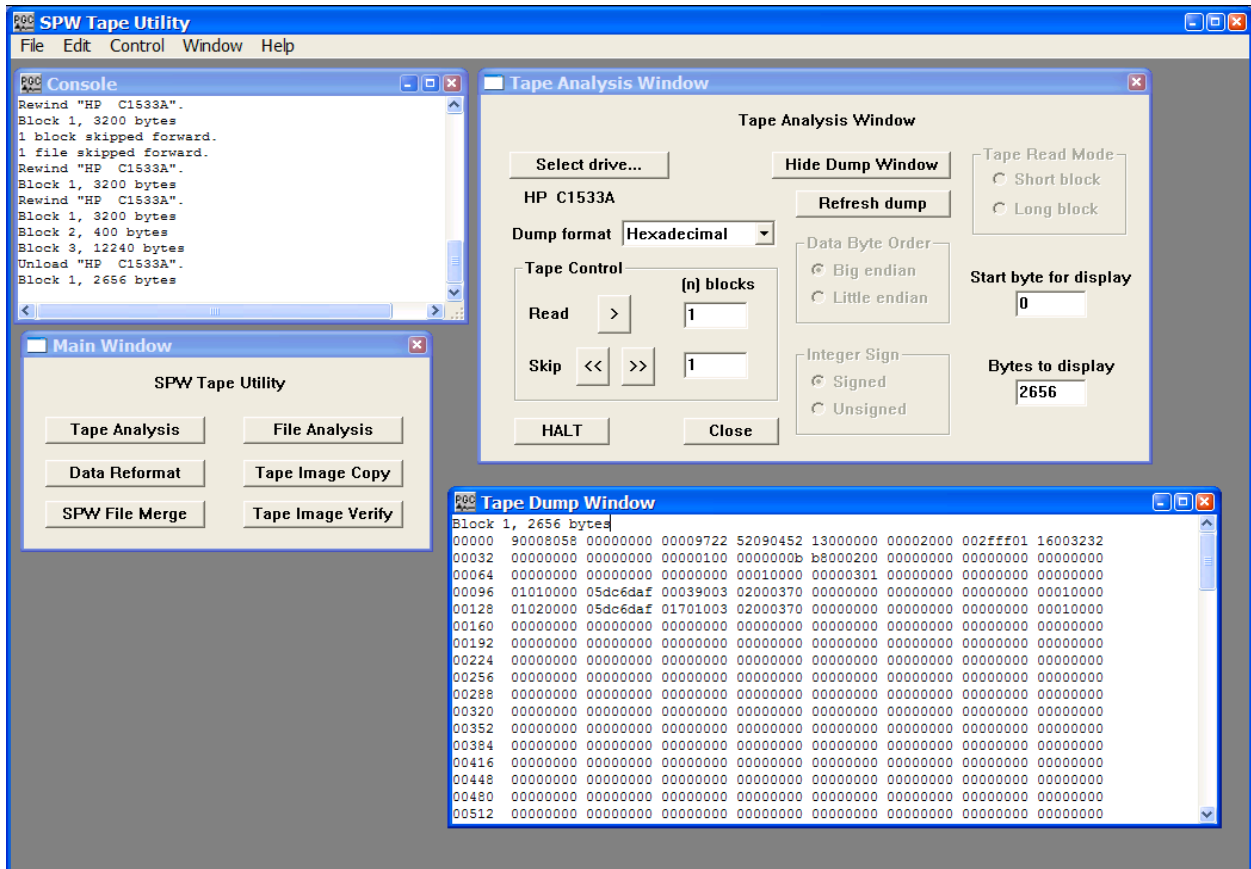 SPW Tape Utility
File Edit Control Window Help
Console
Rewind "HP  C1533A".
Block 1, 3200 bytes
1 block skipped forward.
1 file skipped forward.
Rewind "HP  C1533A".
Block 1, 3200 bytes
Rewind "HP  C1533A".
Block 1, 3200 bytes
Block 2, 400 bytes
Block 3, 12240 bytes
Unload "HP  C1533A".
Block 1, 2656 bytes
Main Window
SPW Tape Utility
Tape Analysis File Analysis
Data Reformat Tape Image Copy
SPW File Merge Tape Image Verify
Tape Analysis Window
Tape Analysis Window
Select drive... Hide Dump Window
HP C1533A
Refresh dump
Dump format Hexadecimal
Tape Control
(n) blocks
Read > 1
Skip << >> 1
HALT Close
Tape Read Mode
Short block
Long block
Data Byte Order
Big endian
Little endian
Start byte for display
0
Integer Sign
Signed
Unsigned
Bytes to display
2656
Tape Dump Window
Block 1, 2656 bytes
00000 90008058 00000000 00009722 52090452 13000000 00002000 002fff01 16003232
00032 00000000 00000000 00000100 0000000b b8000200 00000000 00000000 00000000
00064 00000000 00000000 00000000 00010000 00000301 00000000 00000000 00000000
00096 01010000 05dc6daf 00039003 02000370 00000000 00000000 00000000 00010000
00128 01020000 05dc6daf 01701003 02000370 00000000 00000000 00000000 00010000
00160 00000000 00000000 00000000 00000000 00000000 00000000 00000000 00000000
00192 00000000 00000000 00000000 00000000 00000000 00000000 00000000 00000000
00224 00000000 00000000 00000000 00000000 00000000 00000000 00000000 00000000
00256 00000000 00000000 00000000 00000000 00000000 00000000 00000000 00000000
00288 00000000 00000000 00000000 00000000 00000000 00000000 00000000 00000000
00320 00000000 00000000 00000000 00000000 00000000 00000000 00000000 00000000
00352 00000000 00000000 00000000 00000000 00000000 00000000 00000000 00000000
00384 00000000 00000000 00000000 00000000 00000000 00000000 00000000 00000000
00416 00000000 00000000 00000000 00000000 00000000 00000000 00000000 00000000
00448 00000000 00000000 00000000 00000000 00000000 00000000 00000000 00000000
00480 00000000 00000000 00000000 00000000 00000000 00000000 00000000 00000000
00512 00000000 00000000 00000000 00000000 00000000 00000000 00000000 00000000